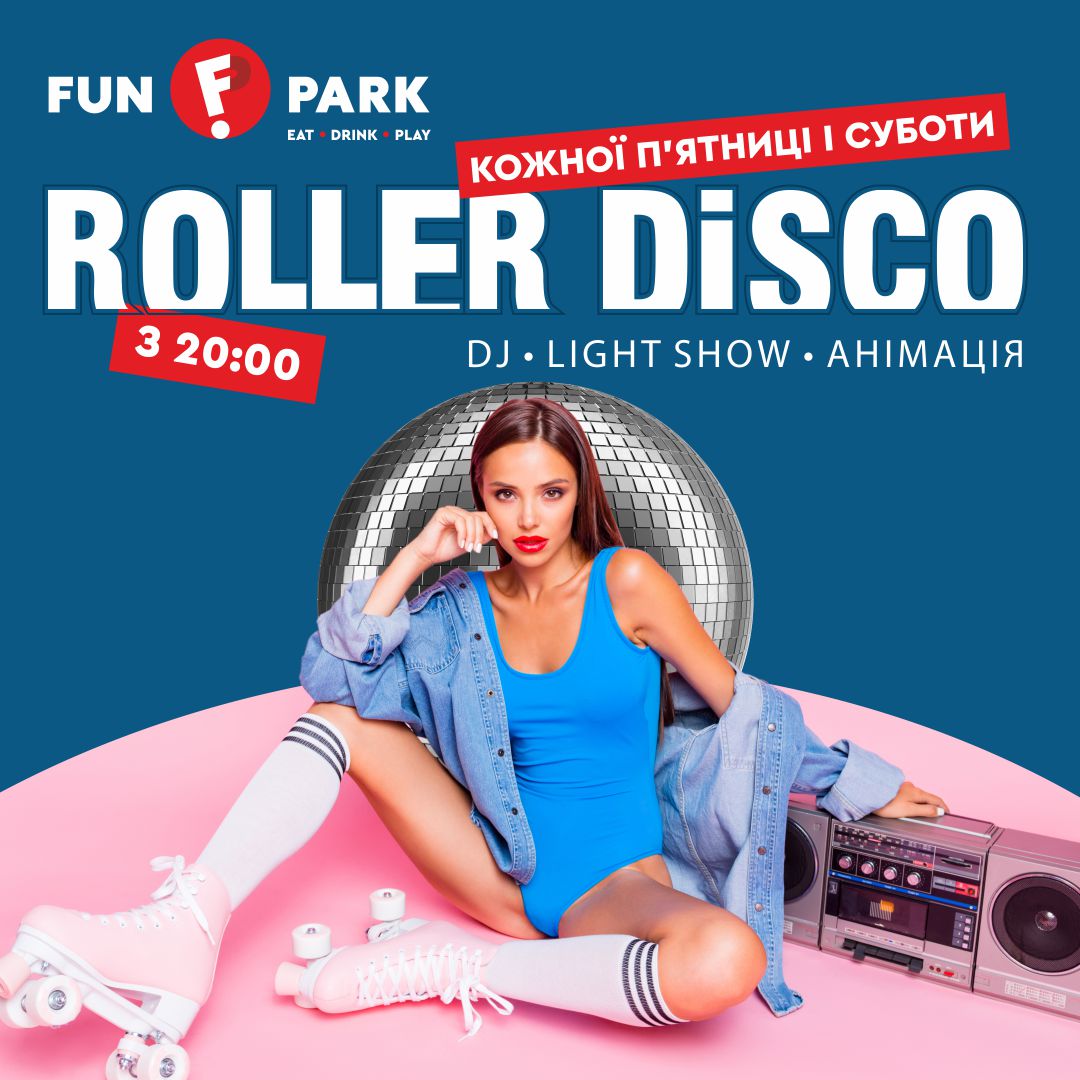 FUN F PARK
EAT • DRINK • PLAY
КОЖНОЇ П'ЯТНИЦІ І СУБОТИ
ROLLER DiSCO
З 20:00
DJ • LIGHT SHOW • АНІМАЦІЯ